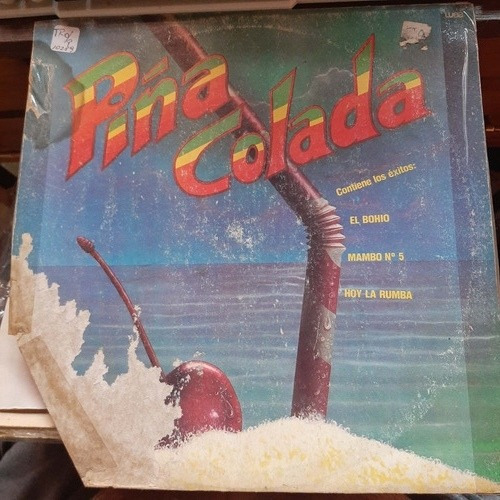 Piña
Colada
Contiene los éxitos:
EL BOHIO
MAMBO Nº 5
HOY LA RUMBA